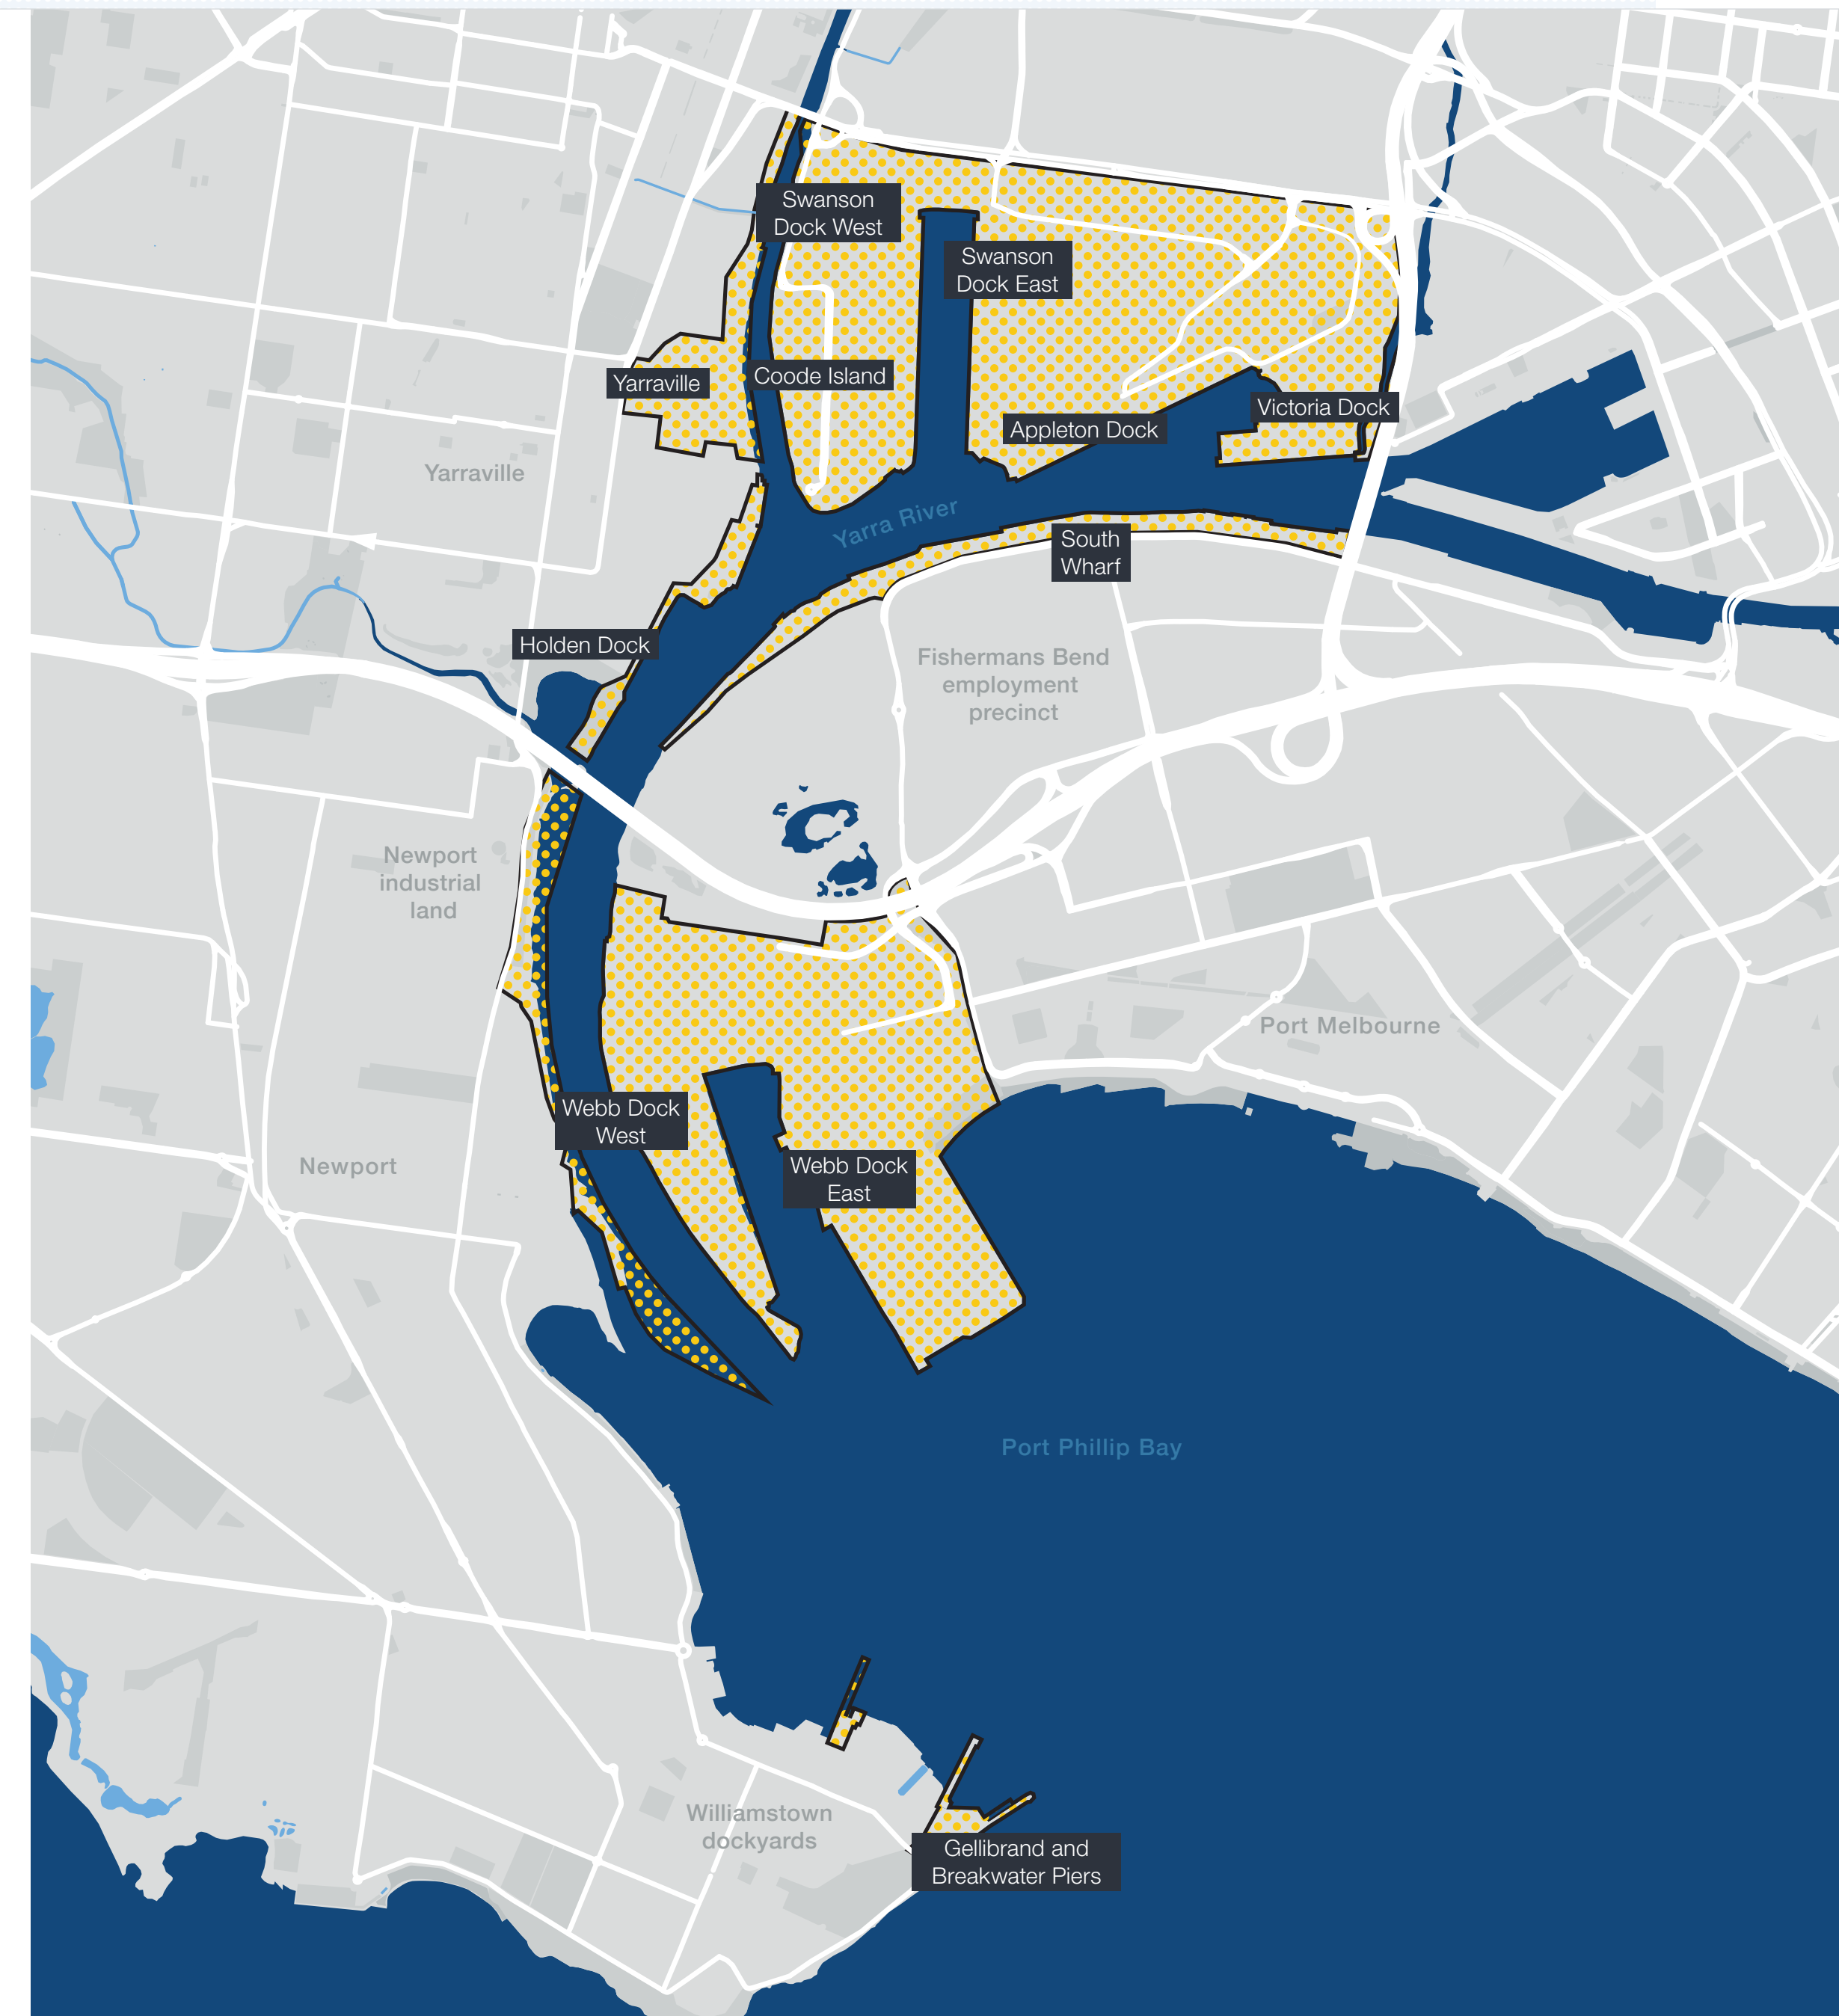 Swanson
Dock West
Swanson
Dock East
Yarraville
Coode Island
Victoria Dock
Appleton Dock
Yarraville
Yarra River
South
Wharf
Holden Dock
Fishermans Bend
employment
precinct
Newport
industrial
land
Port Melbourne
Webb Dock
West
Newport
Webb Dock
East
Port Phillip Bay
Williamstown
dockyards
Gellibrand and
Breakwater Piers